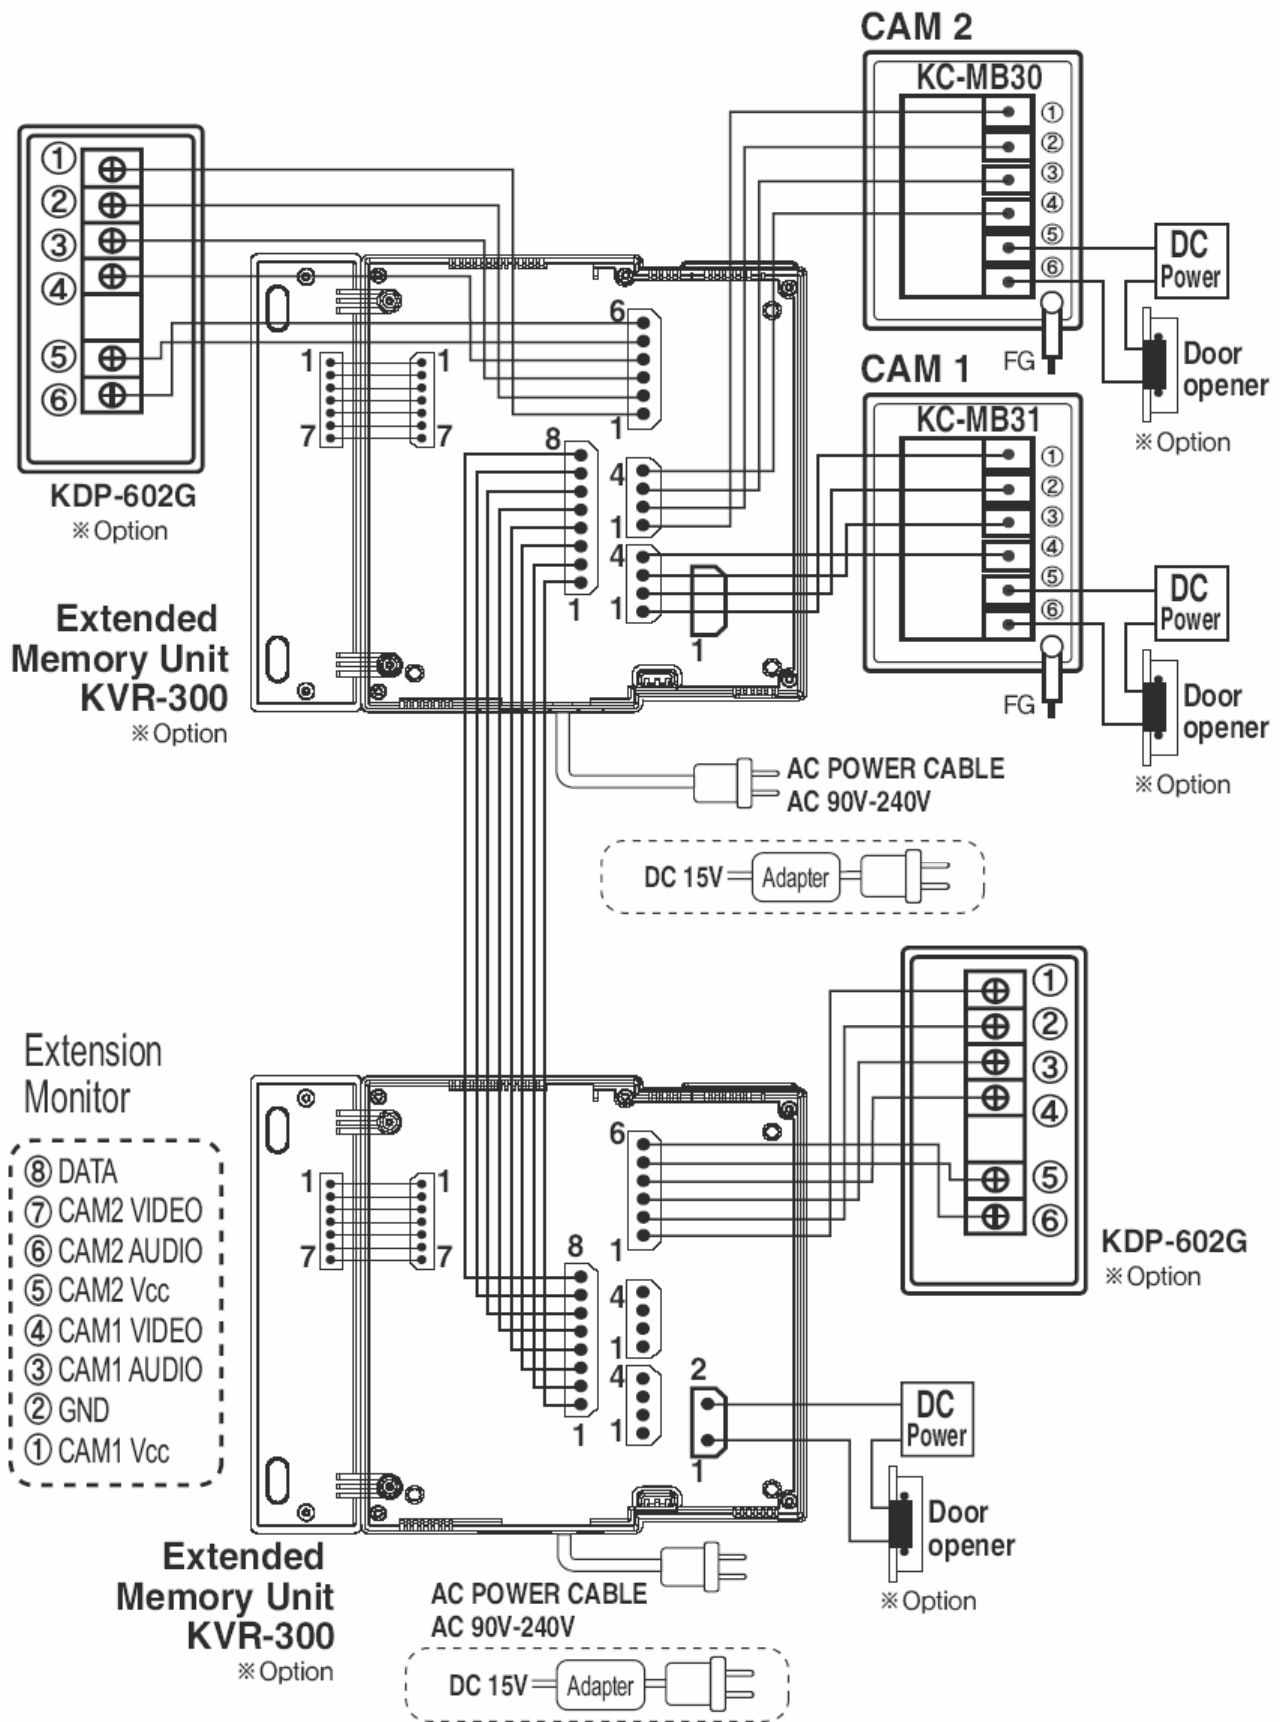 CAM 2
KC-MB30
①
②
③
④
⑤
⑥
FG
DC
Power
Door
opener
※Option
①
②
③
④
⑤
⑥
KDP-602G
※Option
1
7
1
7
6
1
8
1
4
1
4
1
1
CAM 1
KC-MB31
①
②
③
④
⑤
⑥
FG
DC
Power
Door
opener
※Option
Extended
Memory Unit
KVR-300
※Option
AC POWER CABLE
AC 90V-240V
DC 15V
Adapter
①
②
③
④
⑤
⑥
KDP-602G
※Option
Extension
Monitor
⑧ DATA
⑦ CAM2 VIDEO
⑥ CAM2 AUDIO
⑤ CAM2 Vcc
④ CAM1 VIDEO
③ CAM1 AUDIO
② GND
① CAM1 Vcc
1
7
1
7
6
1
8
1
4
1
4
1
2
1
DC
Power
Door
opener
※Option
Extended
Memory Unit
KVR-300
※Option
AC POWER CABLE
AC 90V-240V
DC 15V
Adapter